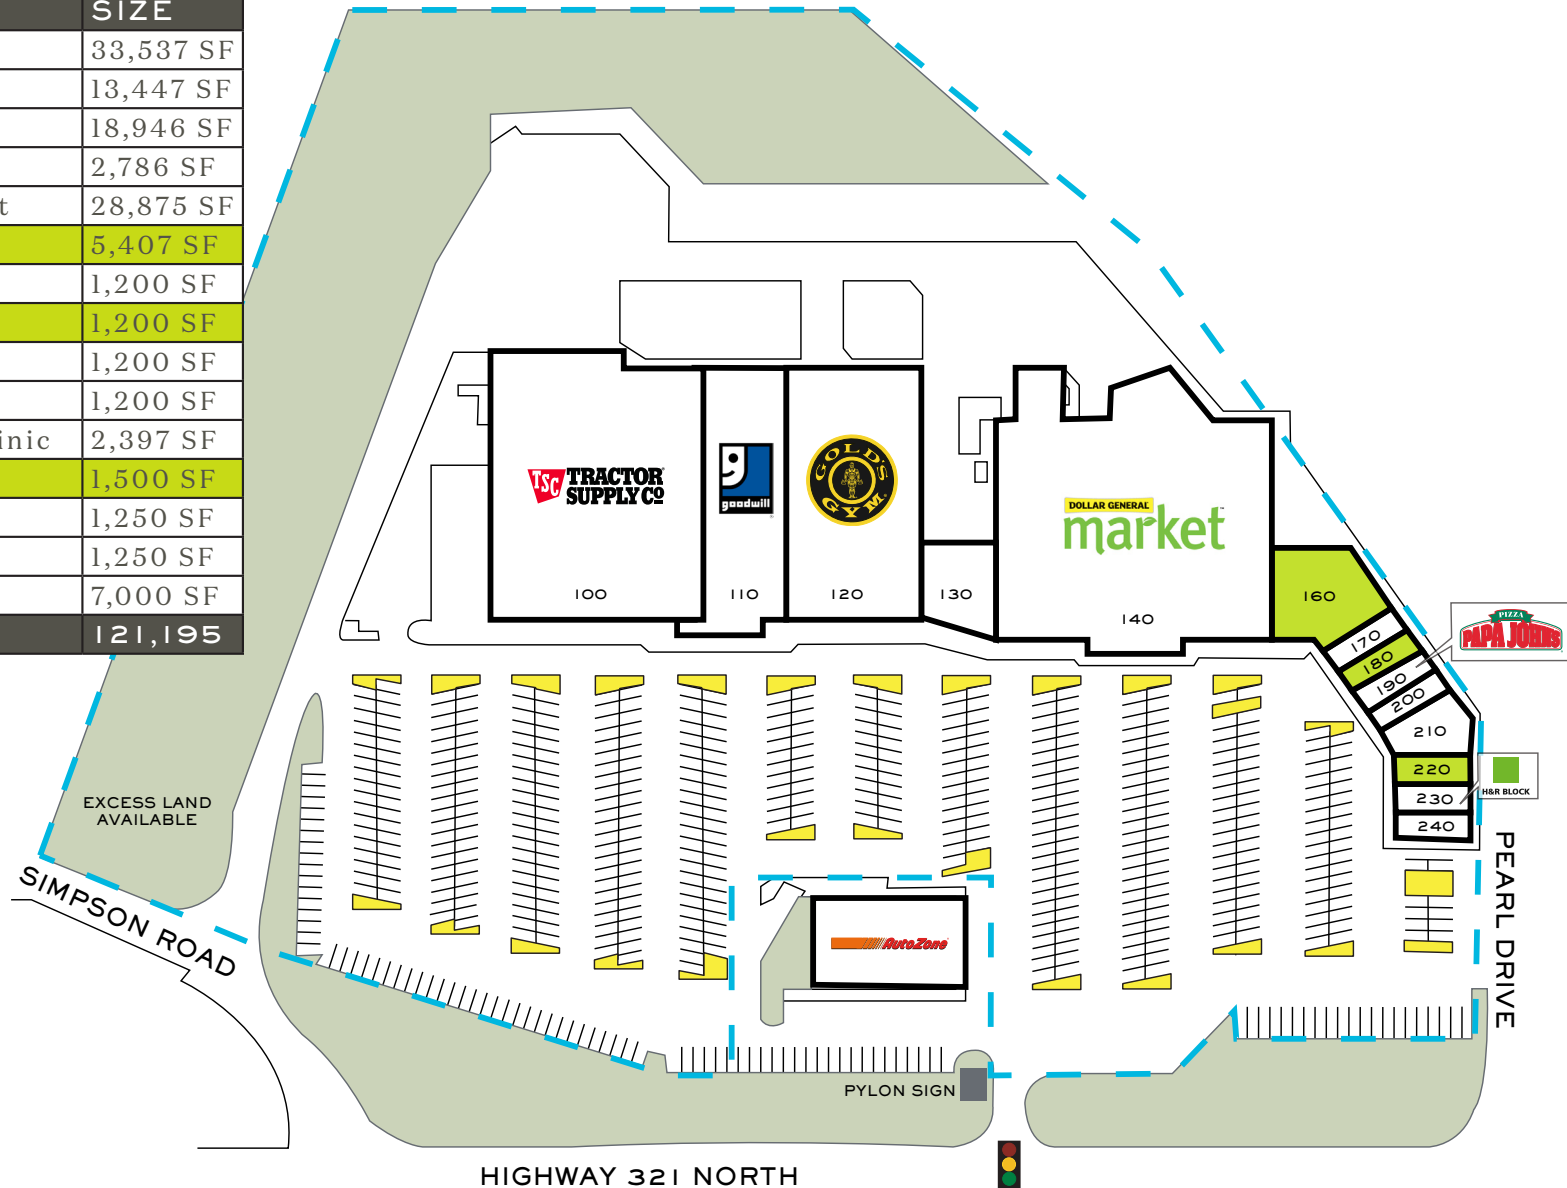 SIZE
33,537 SF
13,447 SF
18,946 SF
2,786 SF
t 28,875 SF
5,407 SF
1,200 SF
1,200 SF
1,200 SF
1,200 SF
inic 2,397 SF
1,500 SF
1,250 SF
1,250 SF
7,000 SF
121,195
TSC TRACTOR
SUPPLY CO
goodwill
GOLD'S
GYM
DOLLAR GENERAL
market
100
110
120
130
140
160
170
180
190
200
210
220
230
240
PIZZA
PAPA JOHN'S
H&R BLOCK
EXCESS LAND
AVAILABLE
SIMPSON ROAD
AutoZone
PEARL DRIVE
PYLON SIGN
HIGHWAY 321 NORTH